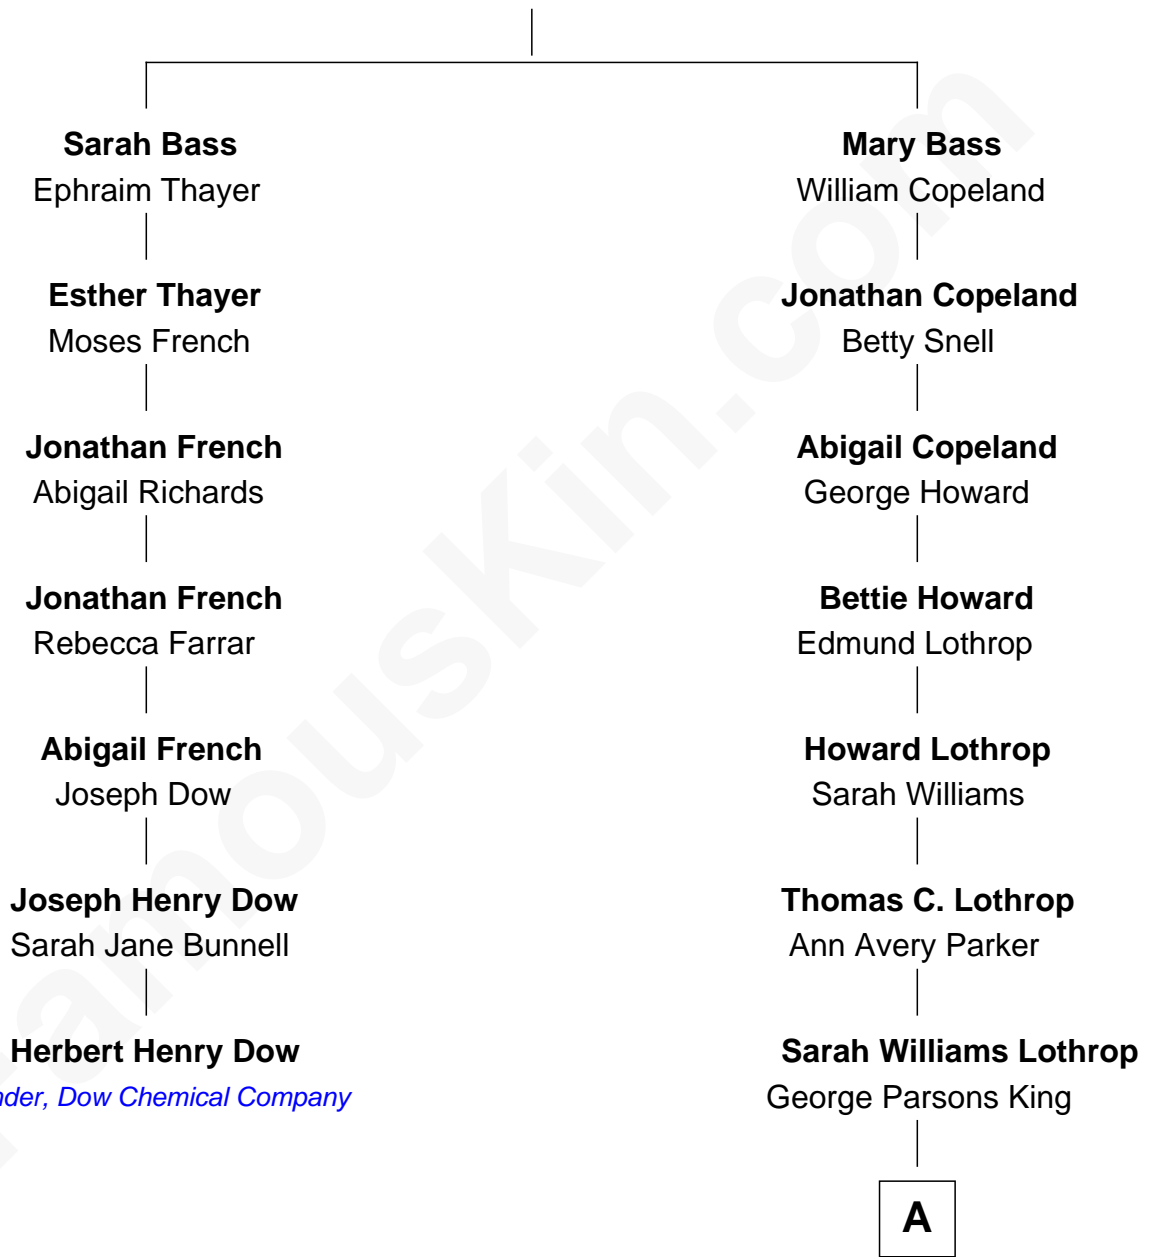 Sarah Bass
Ephraim Thayer
Mary Bass
William Copeland
Esther Thayer
Moses French
Jonathan Copeland
Betty Snell
Jonathan French
Abigail Richards
Abigail Copeland
George Howard
Jonathan French
Rebecca Farrar
Bettie Howard
Edmund Lothrop
Abigail French
Joseph Dow
Howard Lothrop
Sarah Williams
Joseph Henry Dow
Sarah Jane Bunnell
Thomas C. Lothrop
Ann Avery Parker
Herbert Henry Dow
nder, Dow Chemical Company
Sarah Williams Lothrop
George Parsons King
A
FamousKin.com